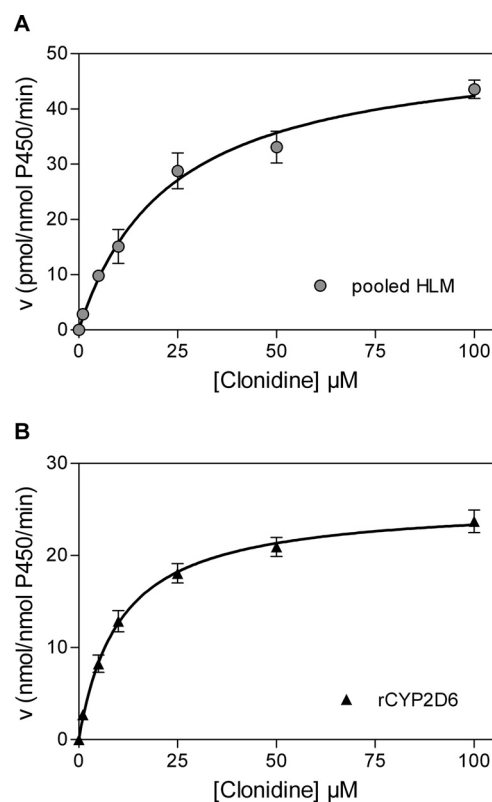 A
50
40
30
20
10
0
v (pmol/nmol P450/min)
pooled HLM
0 25 50 75 100
[Clonidine] µM
B
30
20
10
0
v (nmol/nmol P450/min)
rCYP2D6
0 25 50 75 100
[Clonidine] µM